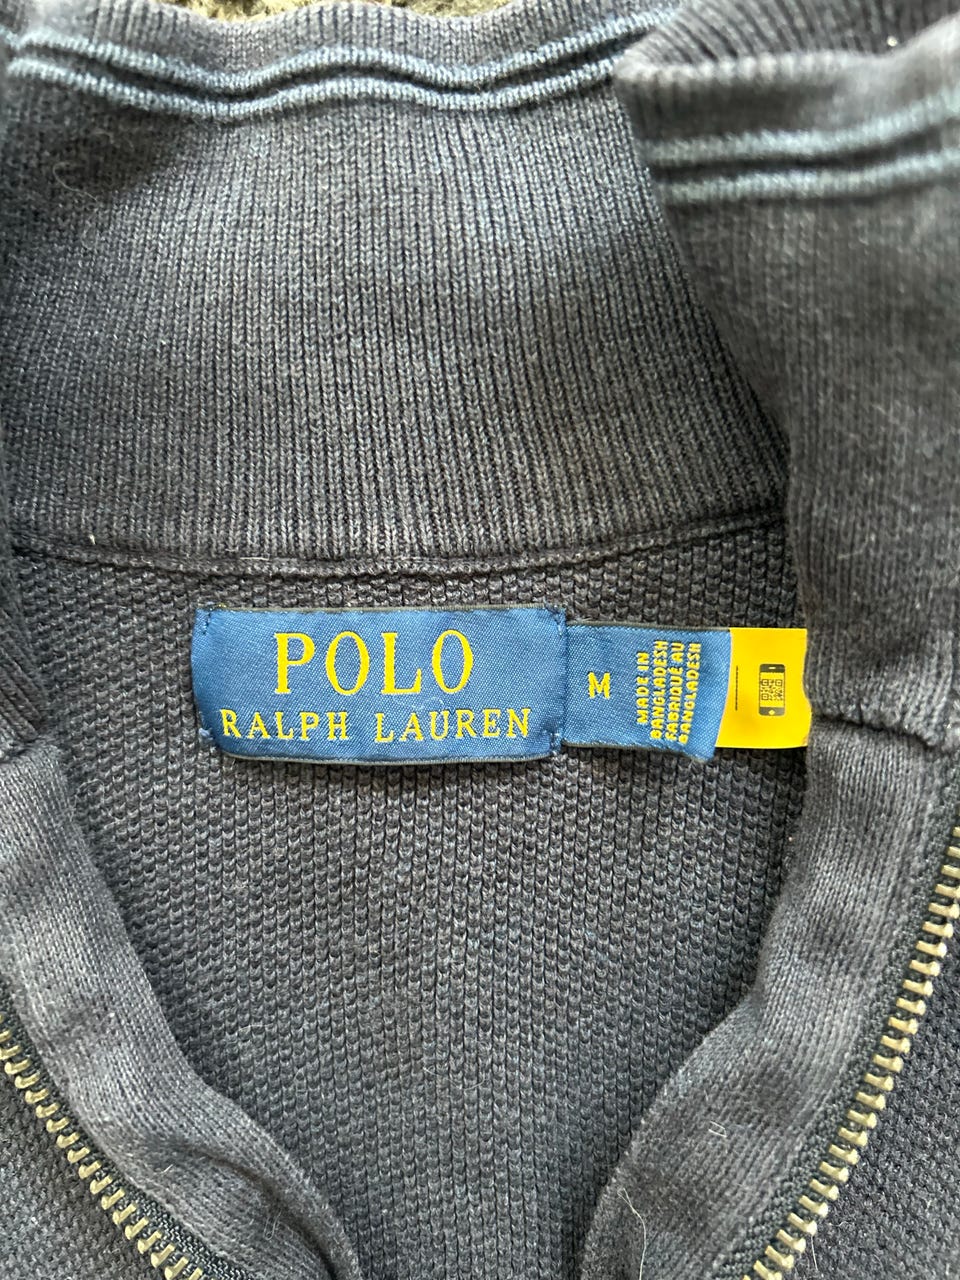 POLO
RALPH LAUREN
M
MADE IN
BANGLADESH
FABRIQUÉ AU
BANGLADESH